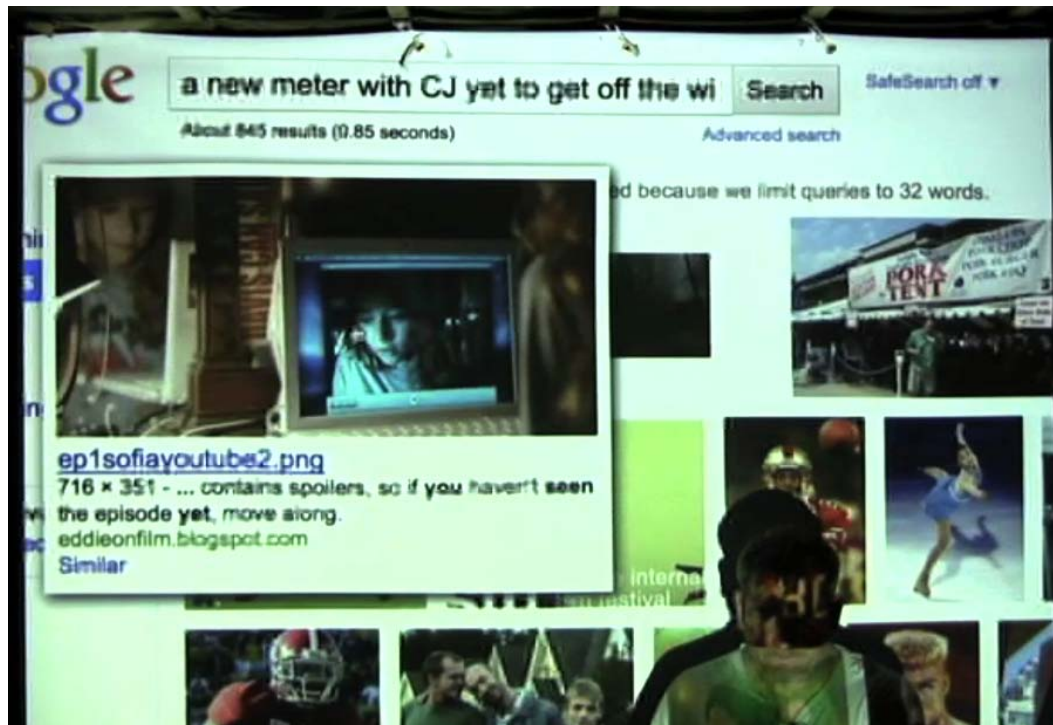 ogle
a new meter with CJ yet to get off the wi
Search
SafeSearch off ▼
About 845 results (0.85 seconds)
Advanced search
ed because we limit queries to 32 words.
PORK
TENT
ep1sofiayoutube2.png
716 × 351 - ... contains spoilers, so if you haven't seen
the episode yet, move along.
eddieonfilm.blogspot.com
Similar
interna
festival